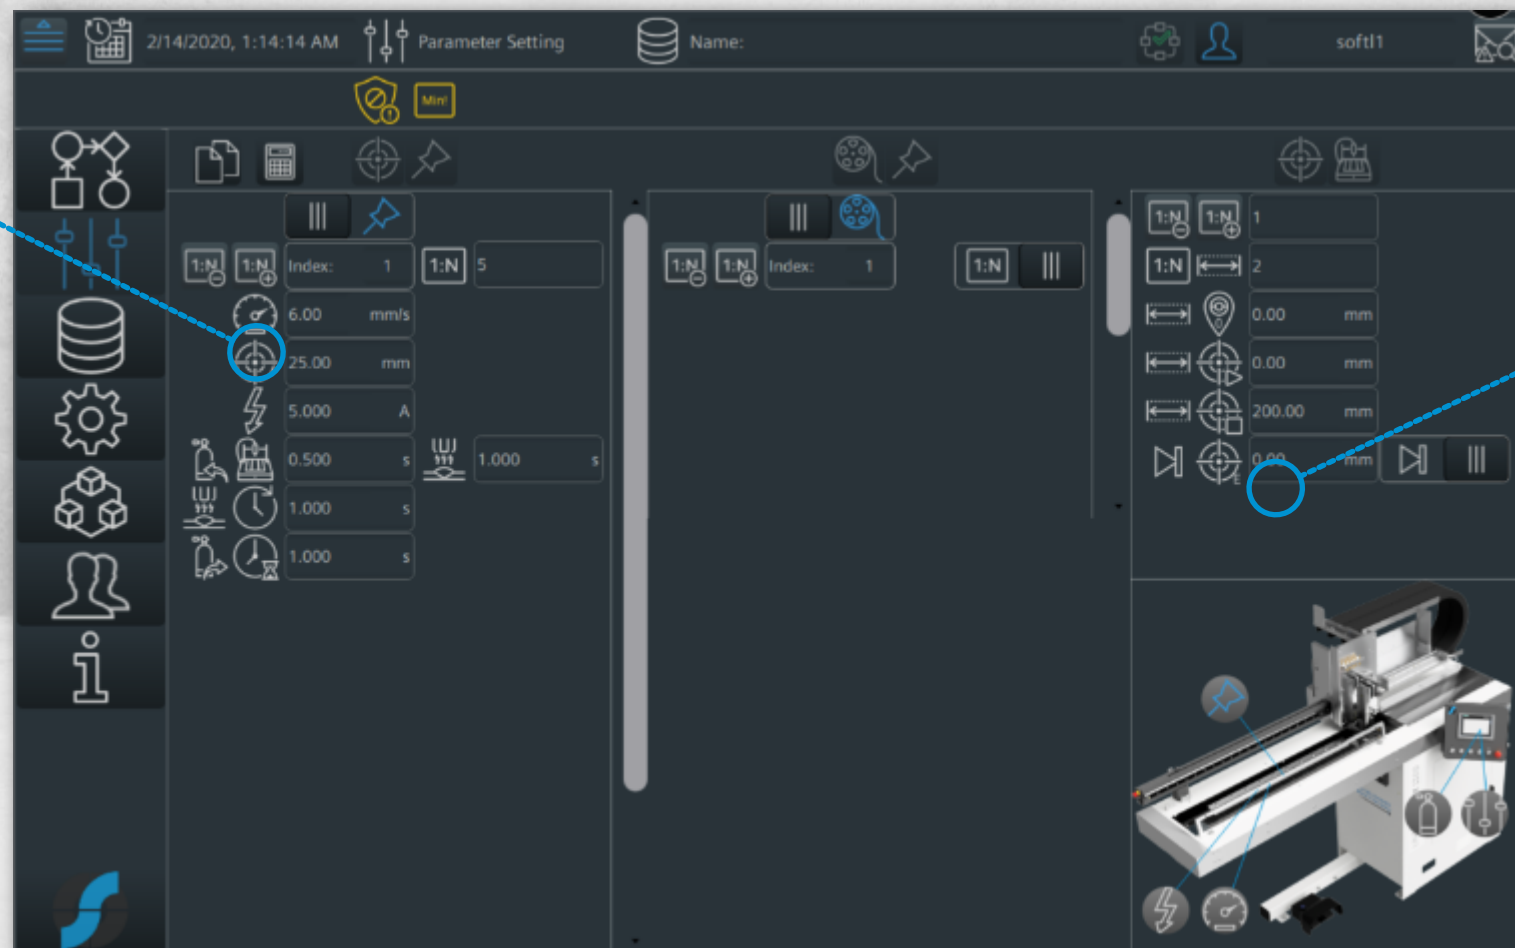 2/14/2020, 1:14:14 AM Parameter Setting Name: softl1
Min!
1:N 1:N Index: 1 1:N 5
6.00 mm/s
25.00 mm
5.000 A
0.500 s 1.000 s
1.000 s
1.000 s
1:N 1:N Index: 1 1:N
1:N 1:N 1
1:N 2
0.00 mm
0.00 mm
200.00 mm
0.00 mm